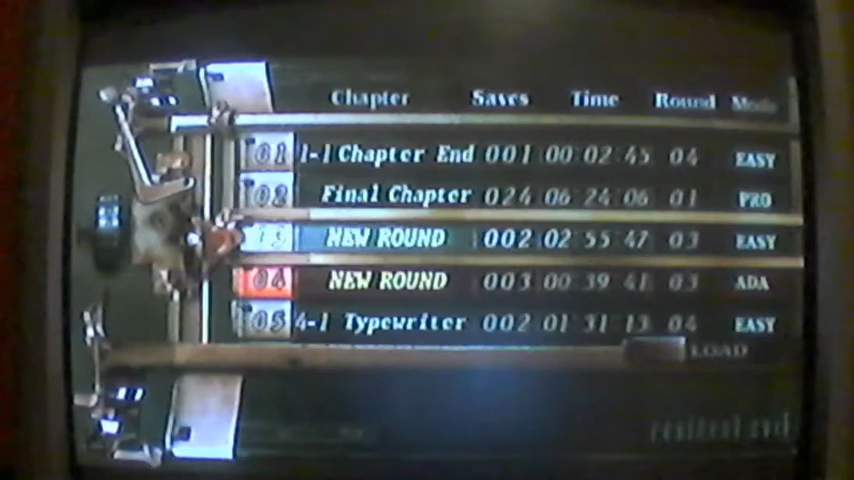 Chapter Saves Time Round Mode
01 1-1 Chapter End 001 00:02:45 04 EASY
02 Final Chapter 024 06:24:06 01 PRO
03 NEW ROUND 002 02:55:47 03 EASY
04 NEW ROUND 003 00:39:41 03 ADA
05 4-1 Typewriter 002 01:31:13 04 EASY
LOAD
resident evil